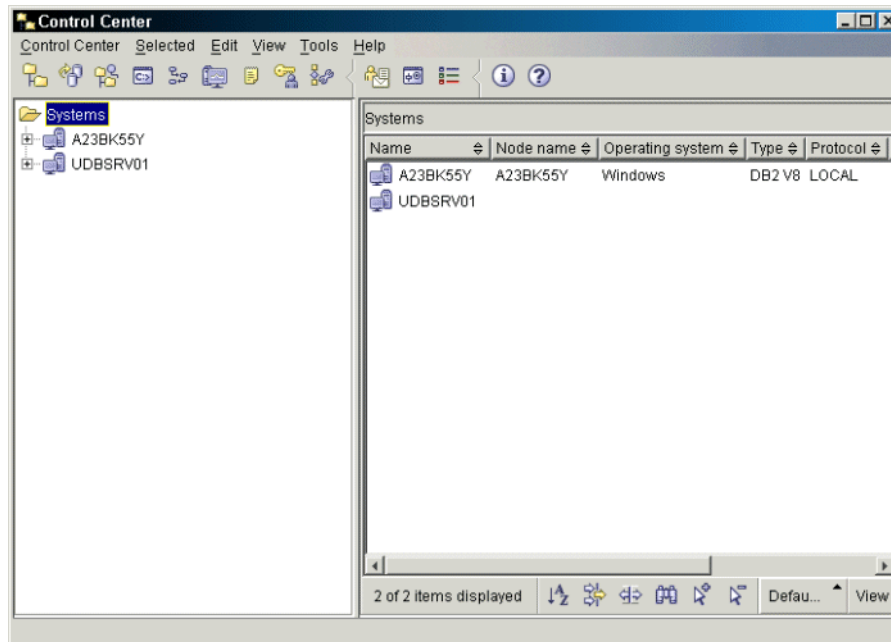 Control Center
Control Center Selected Edit View Tools Help
Systems
A23BK55Y
UDBSRV01
Systems
Name Node name Operating system Type Protocol
A23BK55Y A23BK55Y Windows DB2 V8 LOCAL
UDBSRV01
2 of 2 items displayed Defau... View